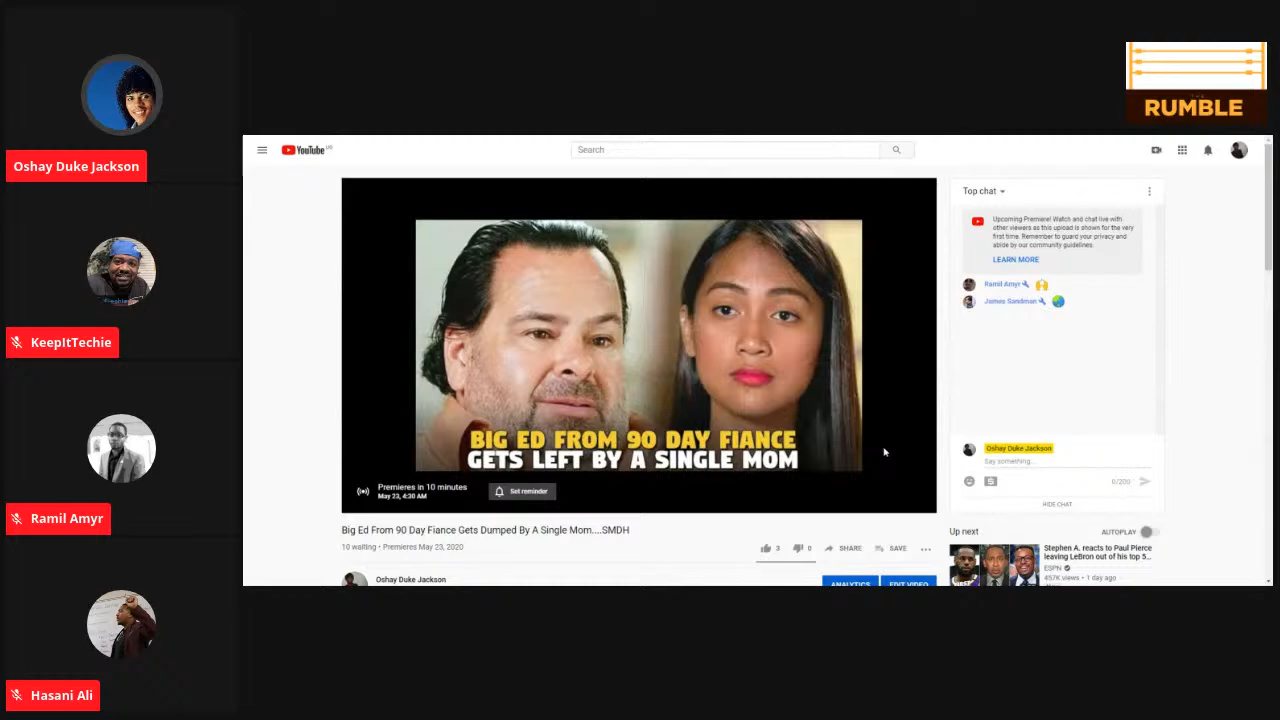 Oshay Duke Jackson
KeepItTechie
Ramil Amyr
Hasani Ali
THE
RUMBLE
YouTube
Search
BIG ED FROM 90 DAY FIANCE
GETS LEFT BY A SINGLE MOM
Premieres in 10 minutes
May 23, 4:30 AM
Set reminder
Big Ed From 90 Day Fiance Gets Dumped By A Single Mom....SMDH
10 waiting • Premieres May 23, 2020
3
0
SHARE
SAVE
Oshay Duke Jackson
ANALYTICS
EDIT VIDEO
Top chat
Upcoming Premiere! Watch and chat live with
other viewers as this upload is shown for the very
first time. Remember to guard your privacy and
abide by our community guidelines.
LEARN MORE
Ramil Amyr
James Sandman
Oshay Duke Jackson
Say something...
0/200
HIDE CHAT
Up next
AUTOPLAY
Stephen A. reacts to Paul Pierce
leaving LeBron out of his top 5...
ESPN
457K views • 1 day ago